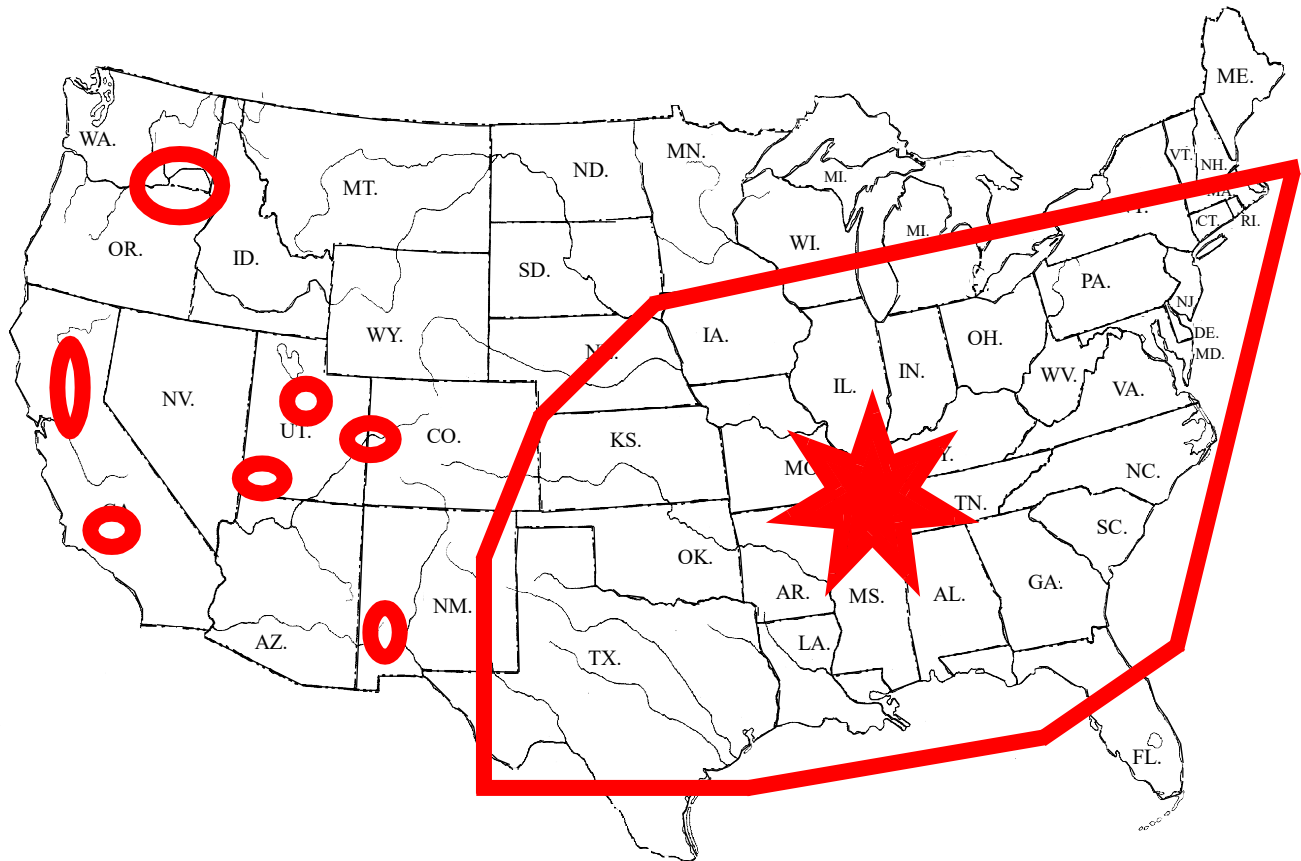 ME.
WA.
VT.
NH.
MN.
MI.
ND.
MT.
MA.
CT.
RI.
MI.
WI.
OR.
ID.
SD.
PA.
NJ
DE.
MD.
WY.
IA.
OH.
IN.
IL.
WV.
VA.
NV.
UT.
CO.
KS.
MO
NC.
TN.
SC.
OK.
AR.
MS.
AL.
GA.
NM.
AZ.
TX.
LA.
FL.